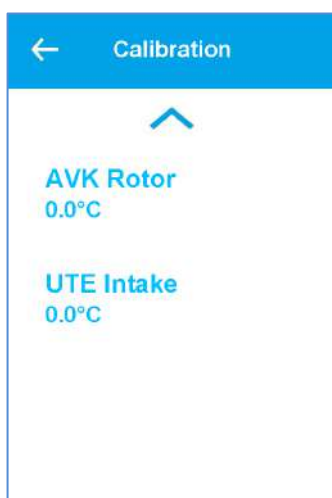 Calibration
AVK Rotor
0.0°C
UTE Intake
0.0°C